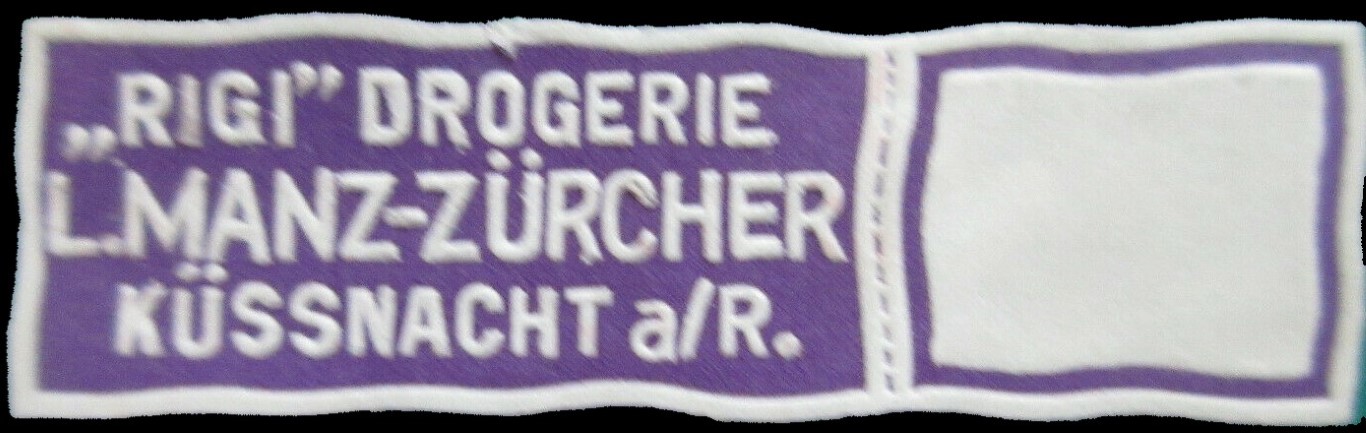 „RIGI” DROGERIE
L.MANZ-ZÜRCHER
KÜSSNACHT a/R.